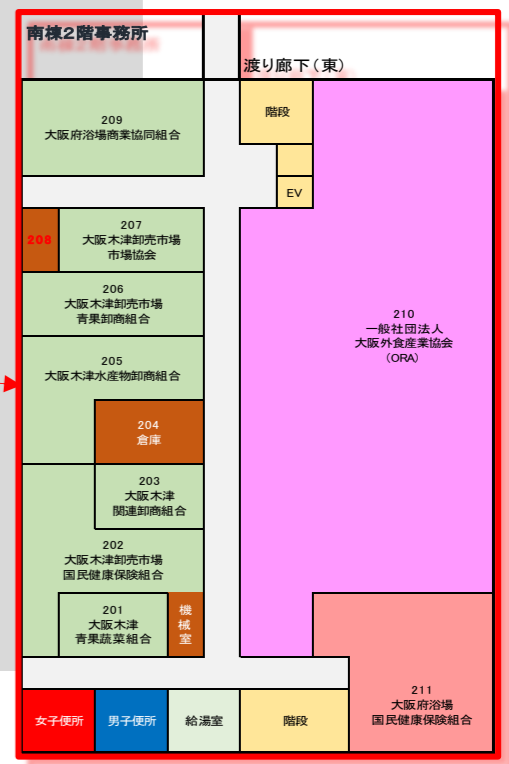 南棟2階事務所
渡り廊下(東)
209
大阪府浴場商業協同組合
階段
EV
208
207
大阪木津卸売市場
市場協会
206
大阪木津卸売市場
青果卸商組合
205
大阪木津水産物卸商組合
204
倉庫
203
大阪木津
関連卸商組合
202
大阪木津卸売市場
国民健康保険組合
201
大阪木津
青果蔬菜組合
機
械
室
210
一般社団法人
大阪外食産業協会
(ORA)
211
大阪府浴場
国民健康保険組合
女子便所
男子便所
給湯室
階段